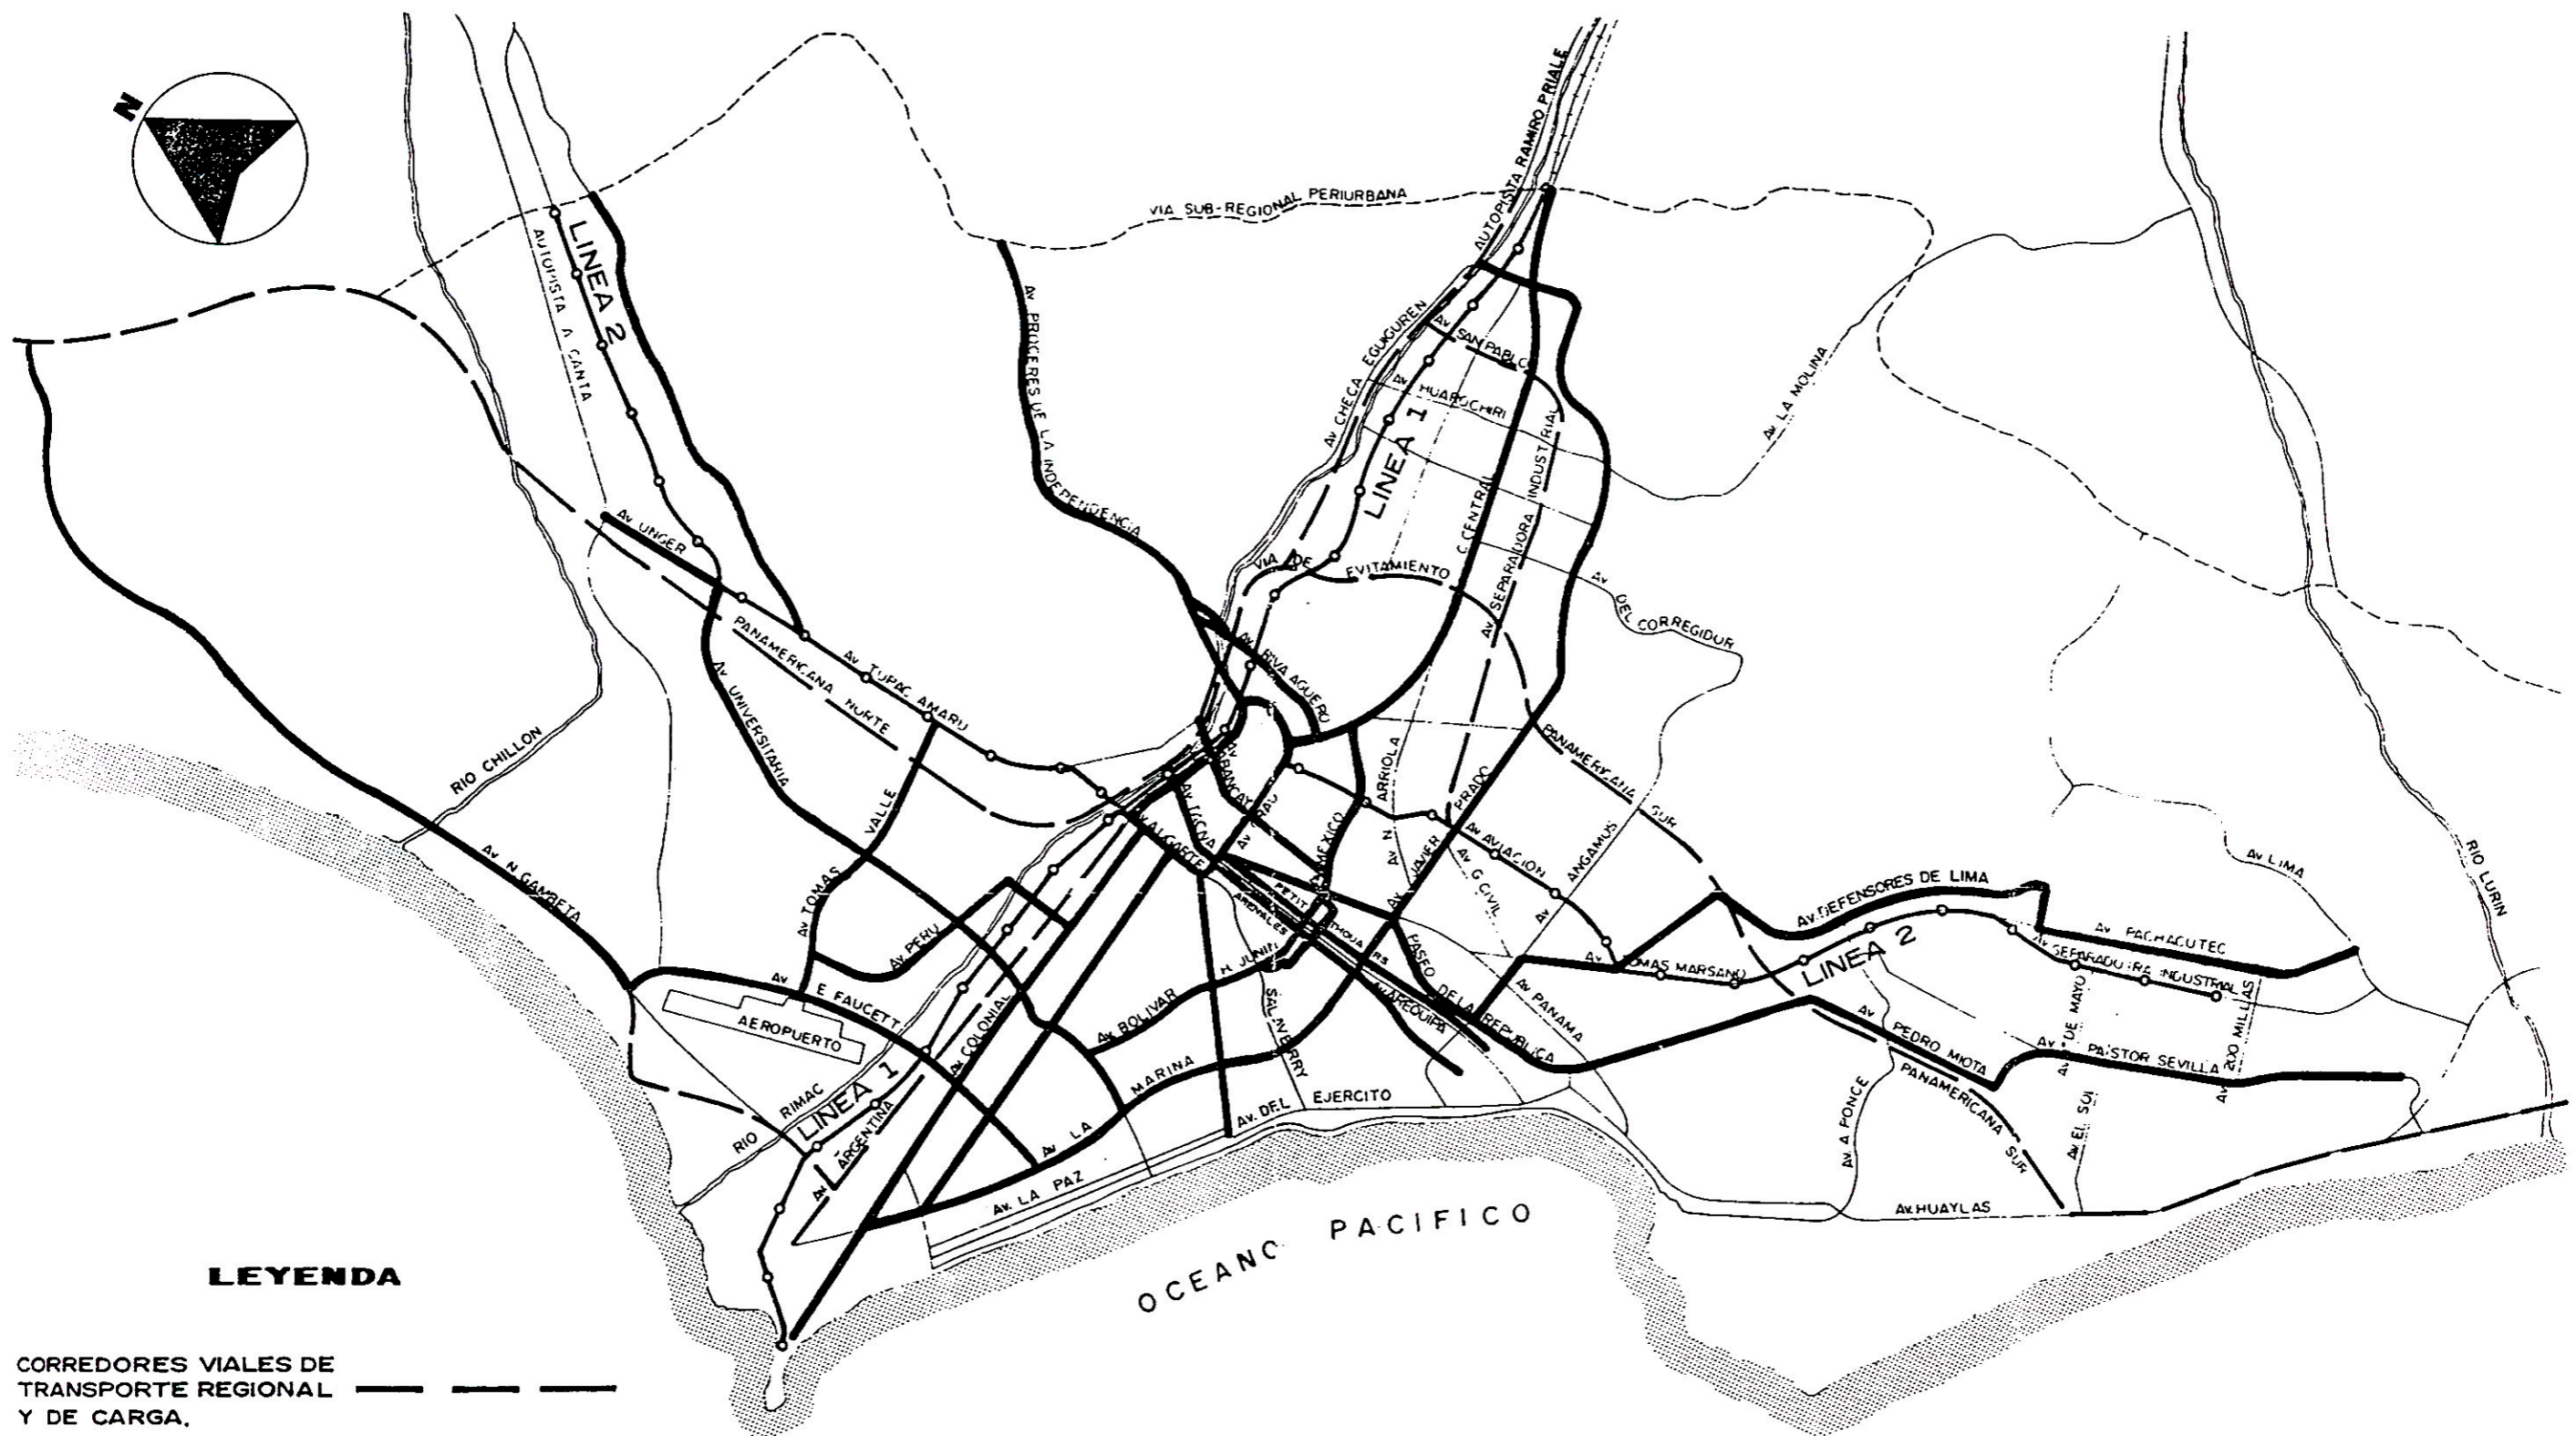 N
LINEA 2
AUTOPISTA A CANTA
VIA SUB-REGIONAL PERIURBANA
AUTOPISTA RAMIRO PRIALE
AV PROCERES DE LA INDEPENDENCIA
AV CHECA EGUIGUREN
AV SAN PABLO
AV HUAROCHIRI
LINEA 1
AV LA MOLINA
C. CENTRAL
AV SEPARADORA INDUSTRIAL
VIA DE EVITAMIENTO
AV DEL CORREGIDOR
AV UNGER
PANAMERICANA NORTE
AV TUPAC AMARU
AV UNIVERSITARIA
AV RIVA AGUERO
RIO CHILLON
AV TOMAS VALLE
AV ABANCAY
AV TACNA
AV GRAU
AV ALGARTE
AV MEXICO
AV N ARRIOLA
AV JAVIER PRADO
PANAMERICANA SUR
AV AVIACION
AV ANGAMOS
AV G CIVIL
AV N GAMBETA
AV PERU
AV E FAUCETT
AEROPUERTO
PETIT THOUARS
ARENALES
H. JUNIN
AV BOLIVAR
SALAVERRY
PASEO DE LA REPUBLICA
AV AREQUIPA
AV PANAMA
AV TOMAS MARSANO
AV DEFENSORES DE LIMA
LINEA 2
AV PACHACUTEC
AV SEPARADORA INDUSTRIAL
AV LIMA
RIO LURIN
AV COLONIAL
AV LA MARINA
AV. DEL EJERCITO
RIO RIMAC
LINEA 1
AV ARGENTINA
AV. LA PAZ
AV PEDRO MIOTA
PANAMERICANA SUR
AV A PONCE
AV 1º DE MAYO
AV PASTOR SEVILLA
AV 200 MILLAS
AV EL SOL
AV. HUAYLAS
OCEANO PACIFICO
LEYENDA
CORREDORES VIALES DE
TRANSPORTE REGIONAL
Y DE CARGA.